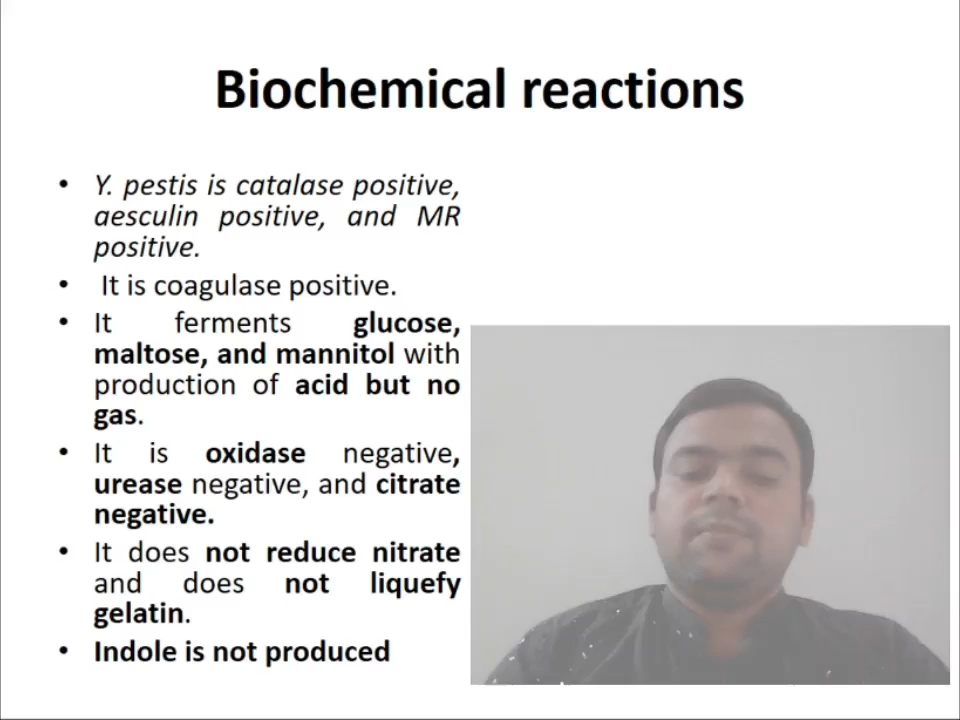 Biochemical reactions
• Y. pestis is catalase positive,
aesculin positive, and MR
positive.
• It is coagulase positive.
• It ferments glucose,
maltose, and mannitol with
production of acid but no
gas.
• It is oxidase negative,
urease negative, and citrate
negative.
• It does not reduce nitrate
and does not liquefy
gelatin.
• Indole is not produced